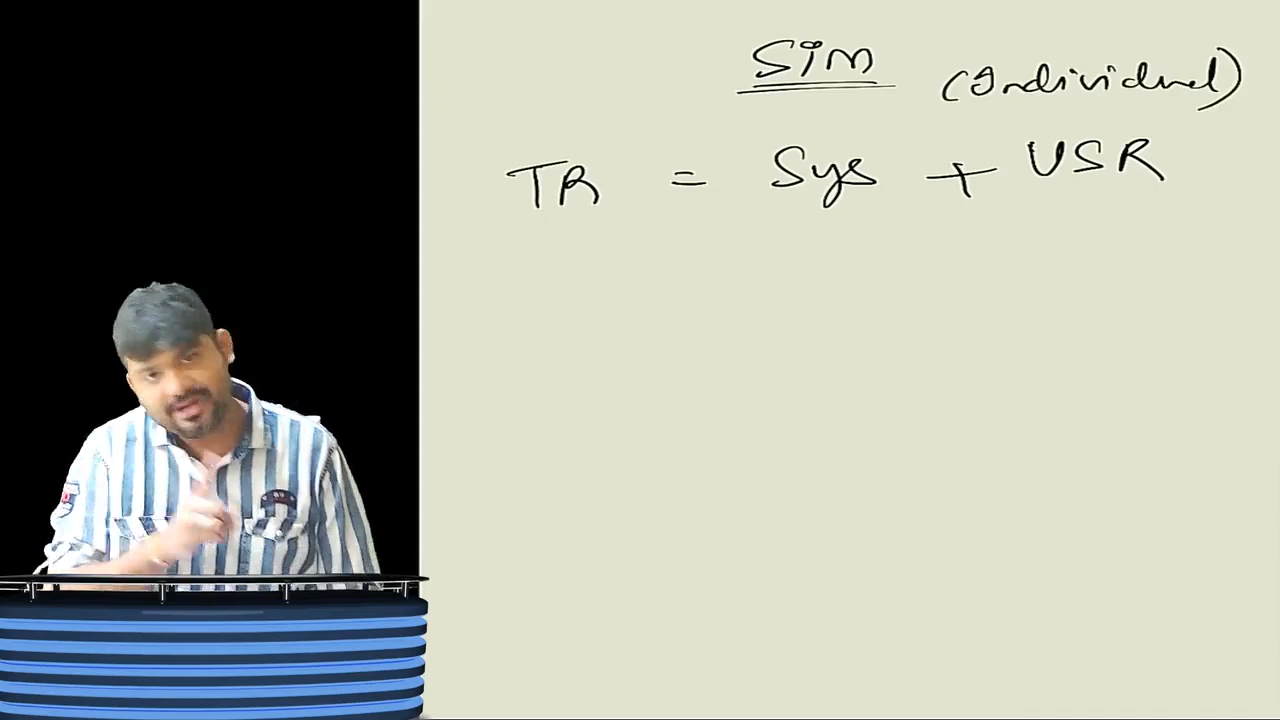 SIM (Individual)
TR = Sys + USR